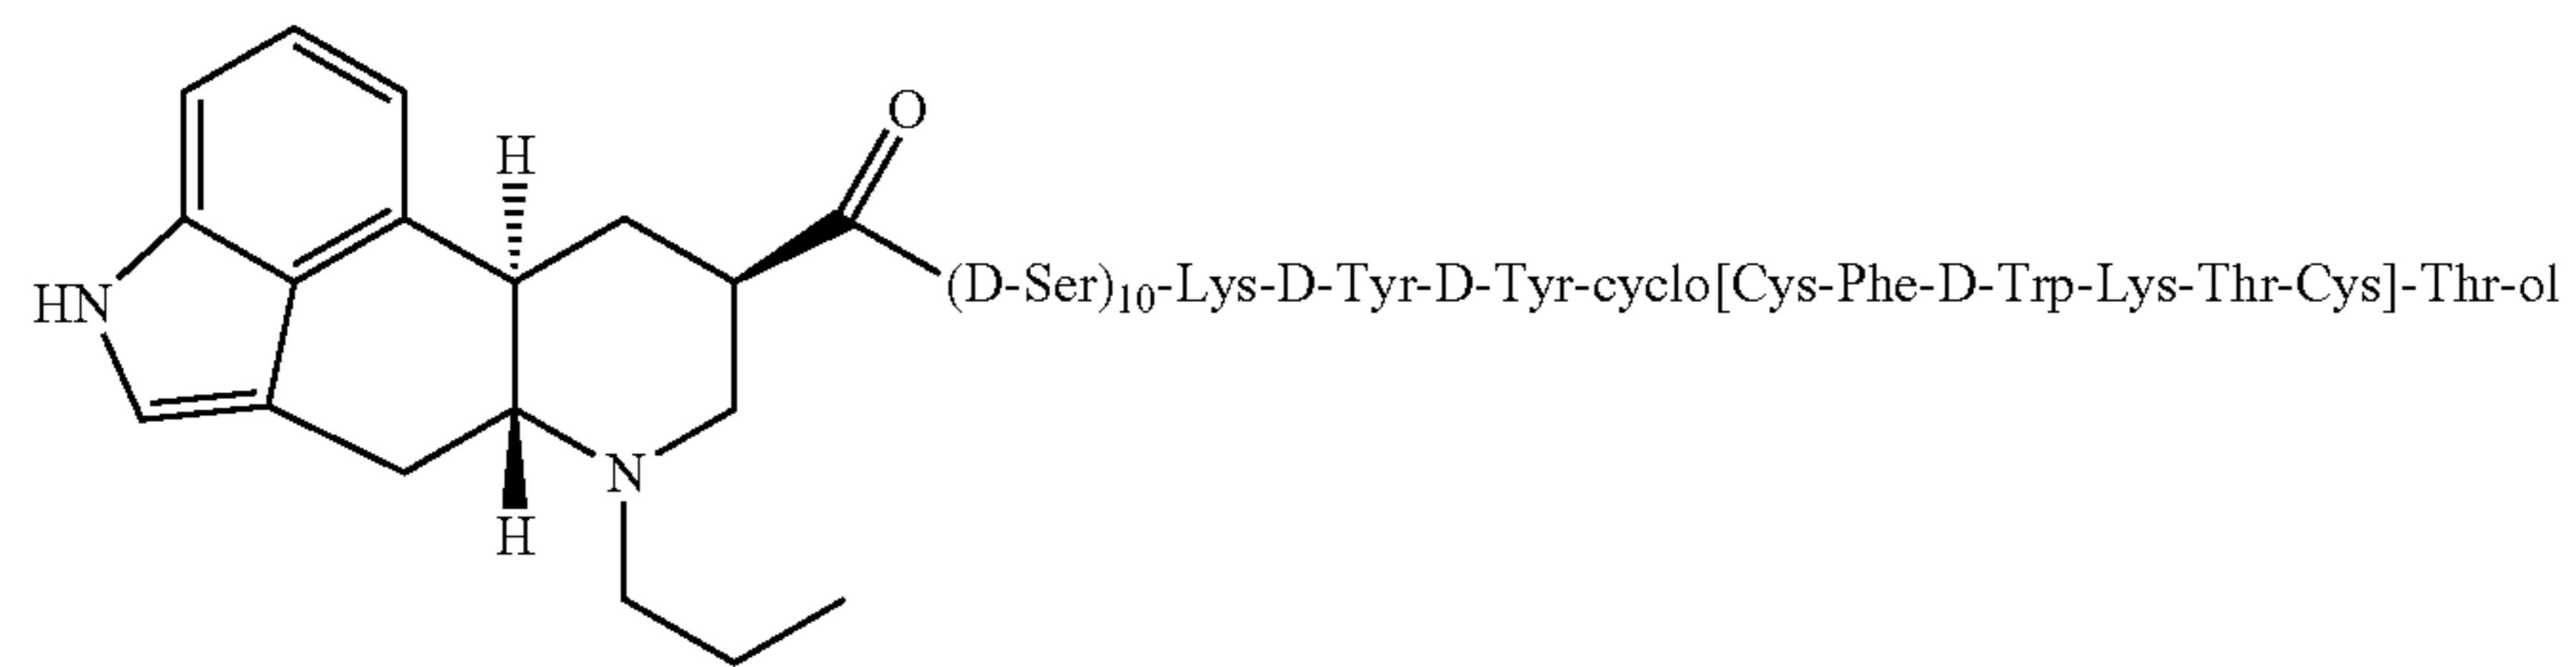 O
H
(D-Ser)10-Lys-D-Tyr-D-Tyr-cyclo[Cys-Phe-D-Trp-Lys-Thr-Cys]-Thr-ol
HN
N
H